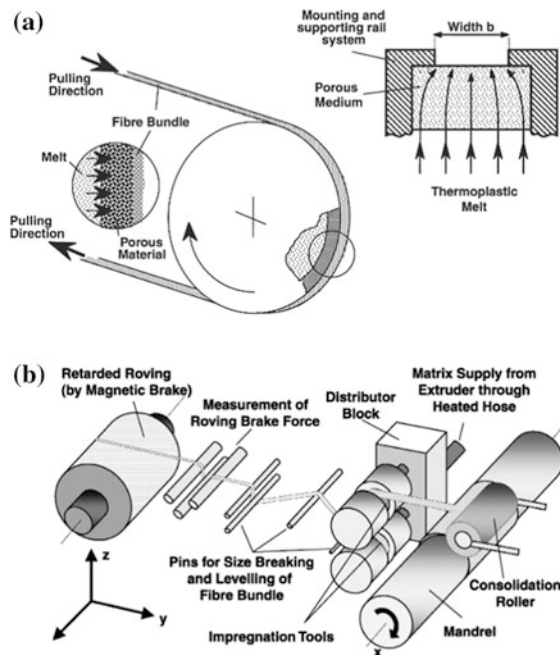 (a)
Mounting and
supporting rail
system
Width b
Pulling
Direction
Fibre Bundle
Porous
Medium
Melt
Pulling
Direction
Porous
Material
Thermoplastic
Melt
(b)
Retarded Roving
(by Magnetic Brake)
Measurement of
Roving Brake Force
Distributor
Block
Matrix Supply from
Extruder through
Heated Hose
z
y
x
Pins for Size Breaking
and Levelling of
Fibre Bundle
Impregnation Tools
Consolidation
Roller
Mandrel